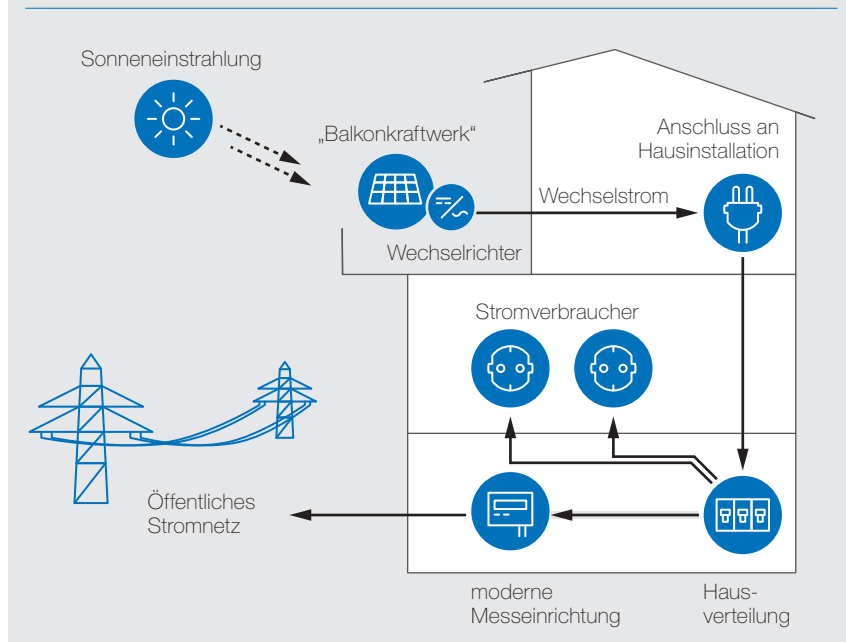 Sonneneinstrahlung
„Balkonkraftwerk“
Anschluss an
Hausinstallation
Wechselstrom
Wechselrichter
Stromverbraucher
Öffentliches
Stromnetz
moderne
Messeinrichtung
Haus-
verteilung